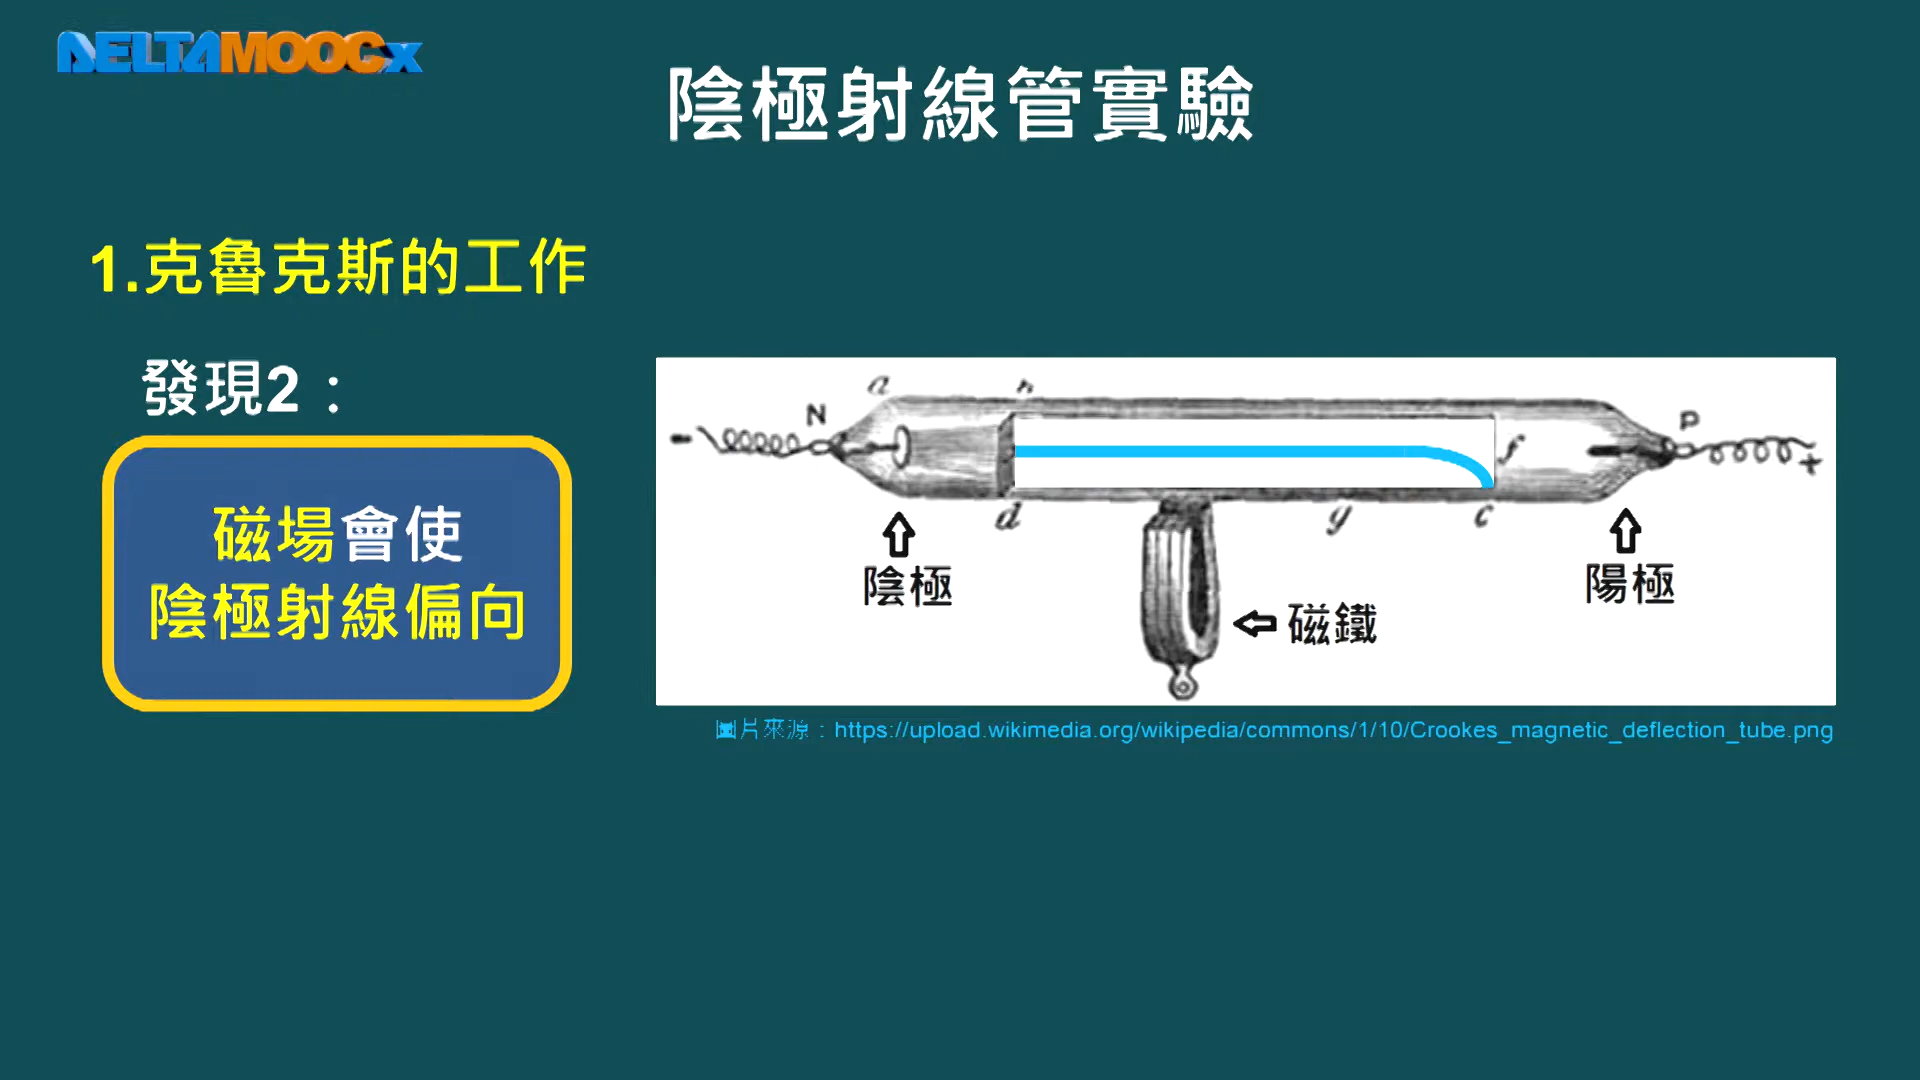 DELTAMOOCx
陰極射線管實驗
1.克魯克斯的工作
發現2：
磁場會使
陰極射線偏向
a
h
N
P
-
f
+
d
g
c
陰極
陽極
磁鐵
圖片來源：https://upload.wikimedia.org/wikipedia/commons/1/10/Crookes_magnetic_deflection_tube.png